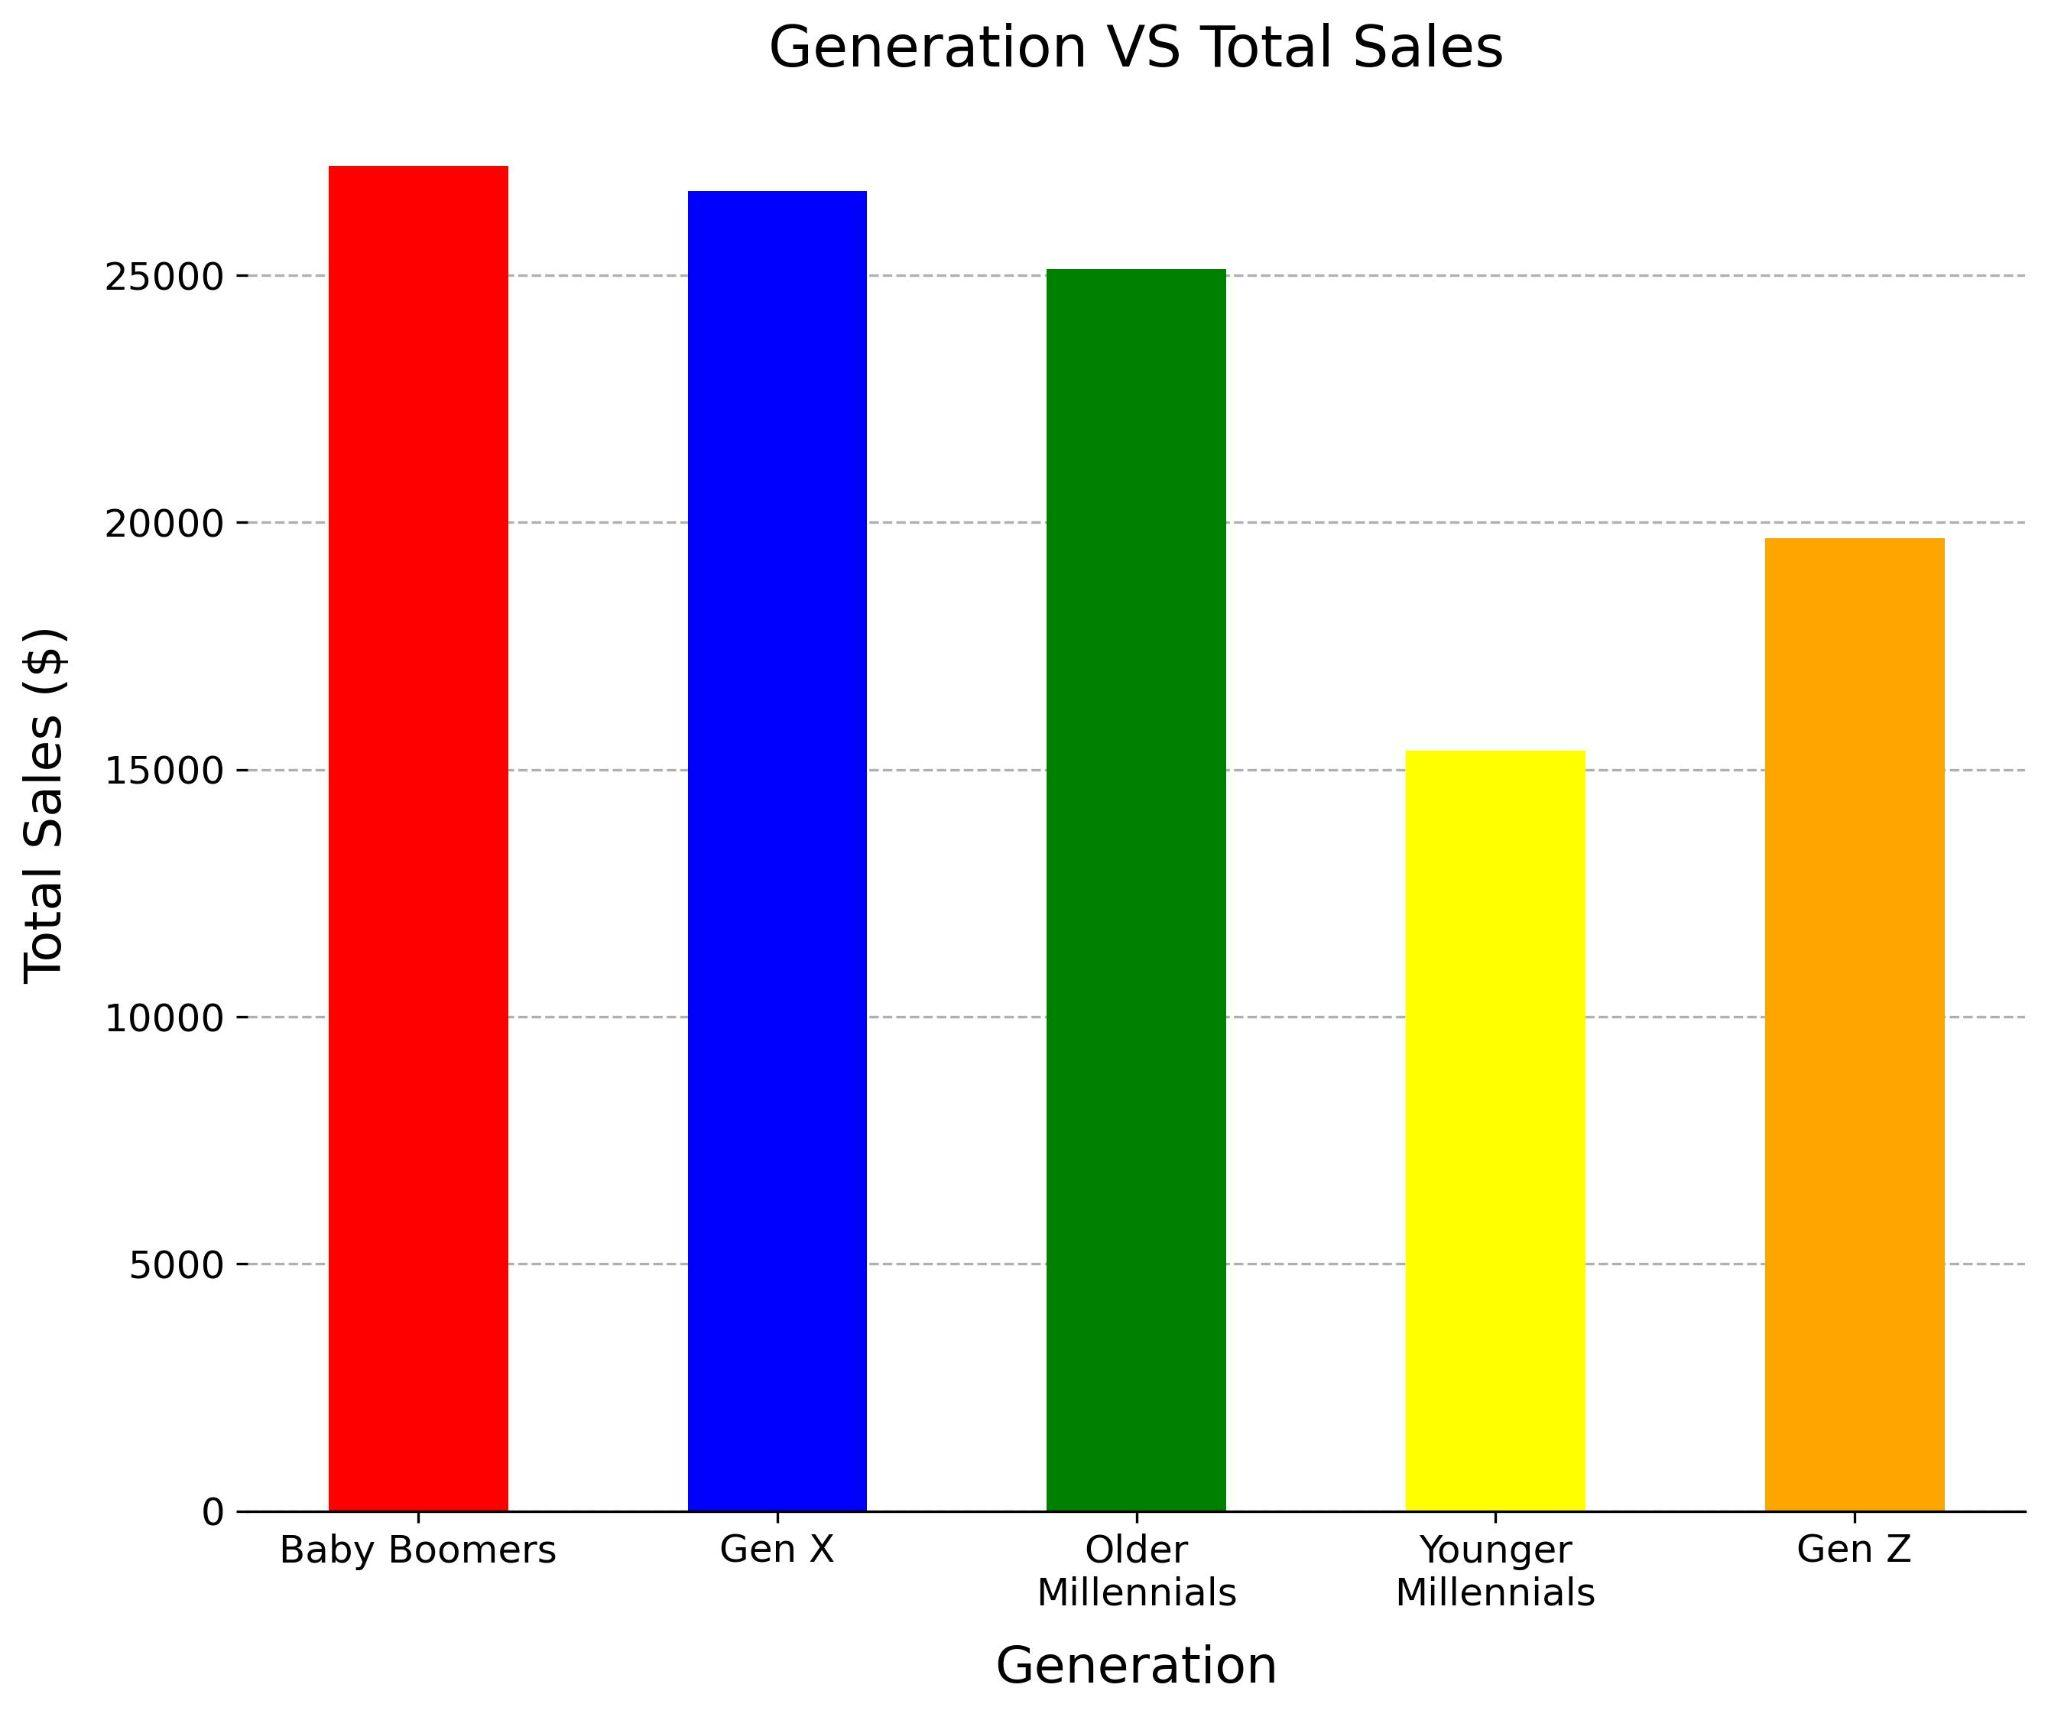 Generation VS Total Sales
Total Sales ($)
25000
20000
15000
10000
5000
0
Baby Boomers
Gen X
Older
Millennials
Younger
Millennials
Gen Z
Generation